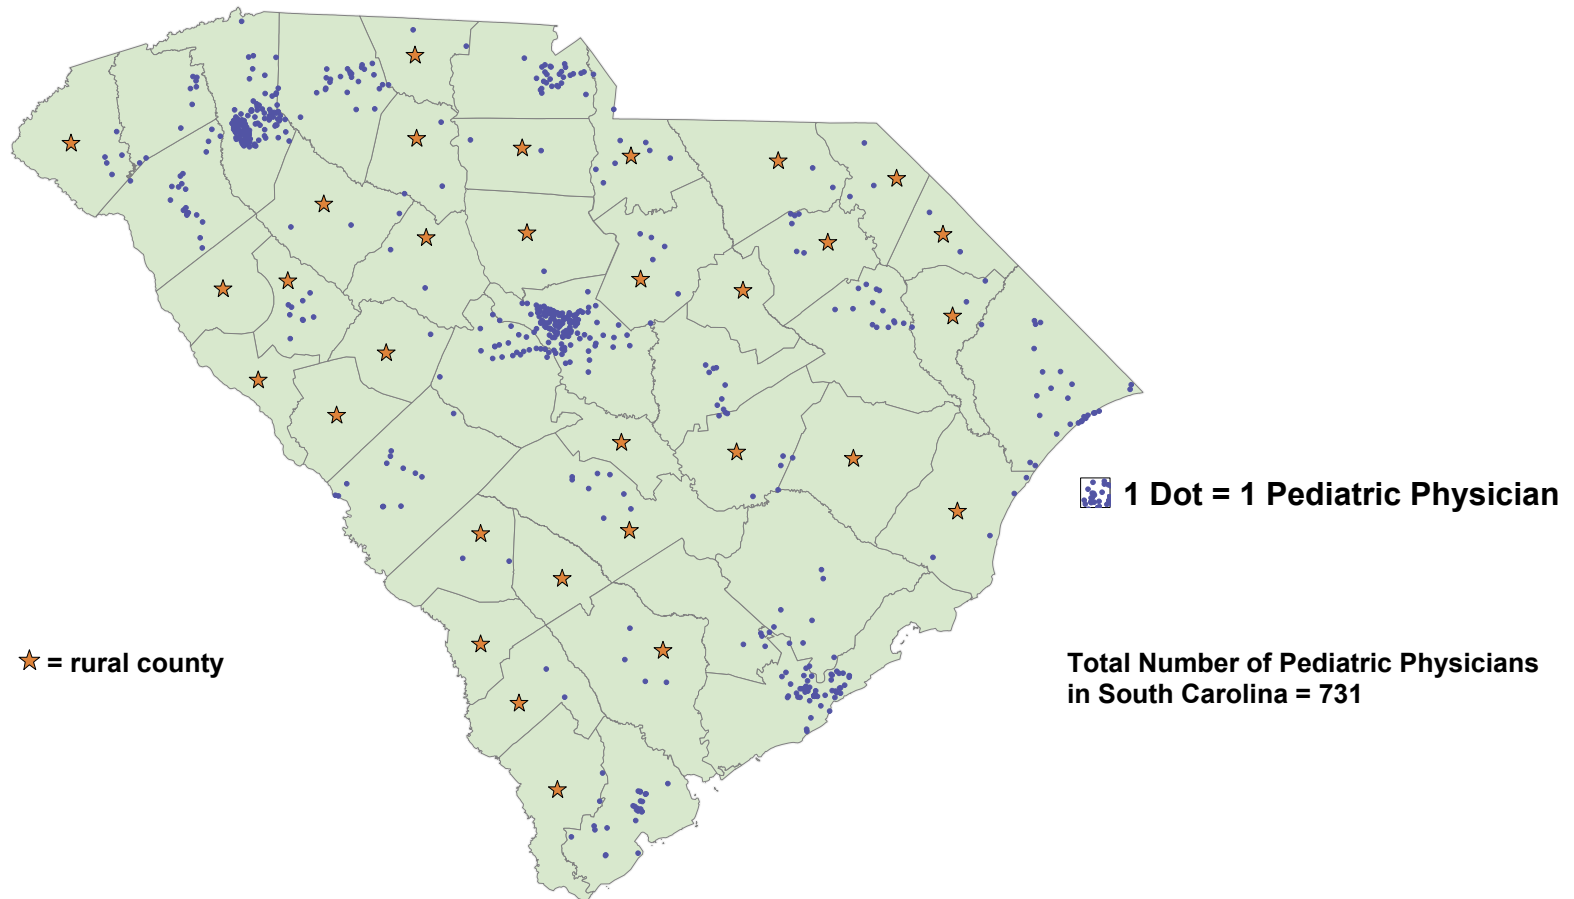 1 Dot = 1 Pediatric Physician
= rural county
Total Number of Pediatric Physicians
in South Carolina = 731